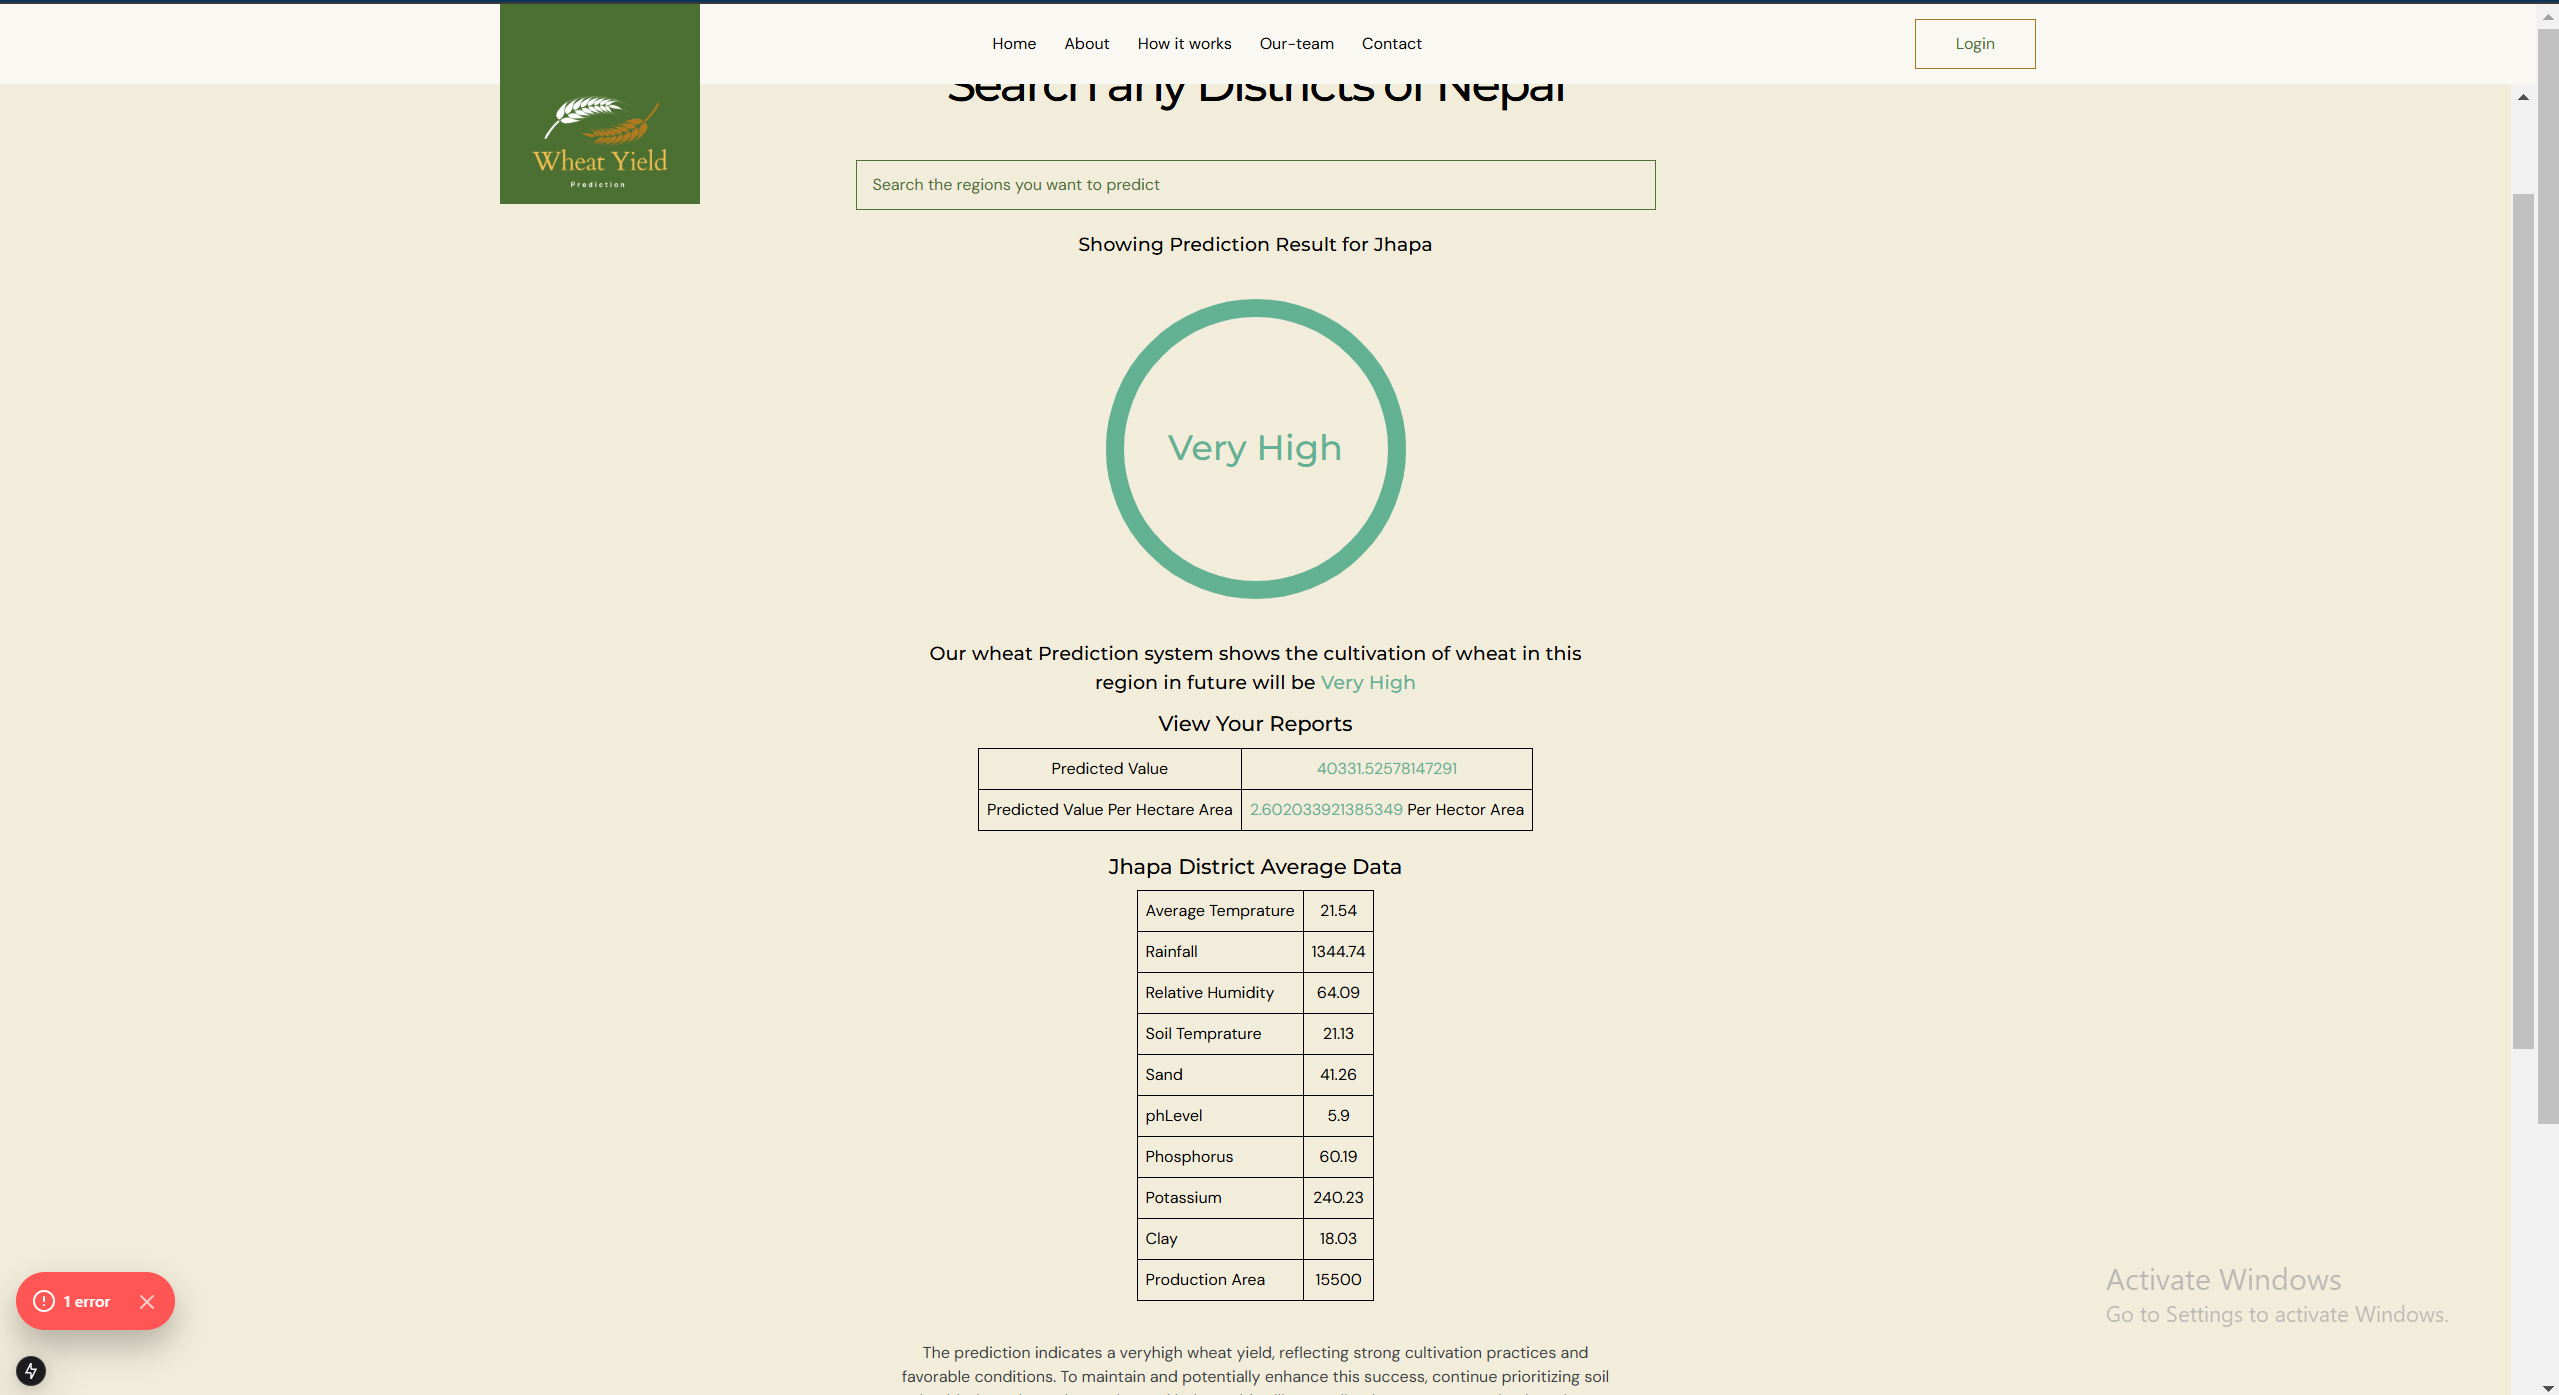 Home About How it works Our-team Contact
Login
Search any Districts of Nepal
Wheat Yield
Prediction
Search the regions you want to predict
Showing Prediction Result for Jhapa
Very High
Our wheat Prediction system shows the cultivation of wheat in this
region in future will be Very High
View Your Reports
Predicted Value 40331.52578147291
Predicted Value Per Hectare Area 2.602033921385349 Per Hector Area
Jhapa District Average Data
Average Temprature 21.54
Rainfall 1344.74
Relative Humidity 64.09
Soil Temprature 21.13
Sand 41.26
phLevel 5.9
Phosphorus 60.19
Potassium 240.23
Clay 18.03
Production Area 15500
1 error
Activate Windows
Go to Settings to activate Windows.
The prediction indicates a veryhigh wheat yield, reflecting strong cultivation practices and
favorable conditions. To maintain and potentially enhance this success, continue prioritizing soil